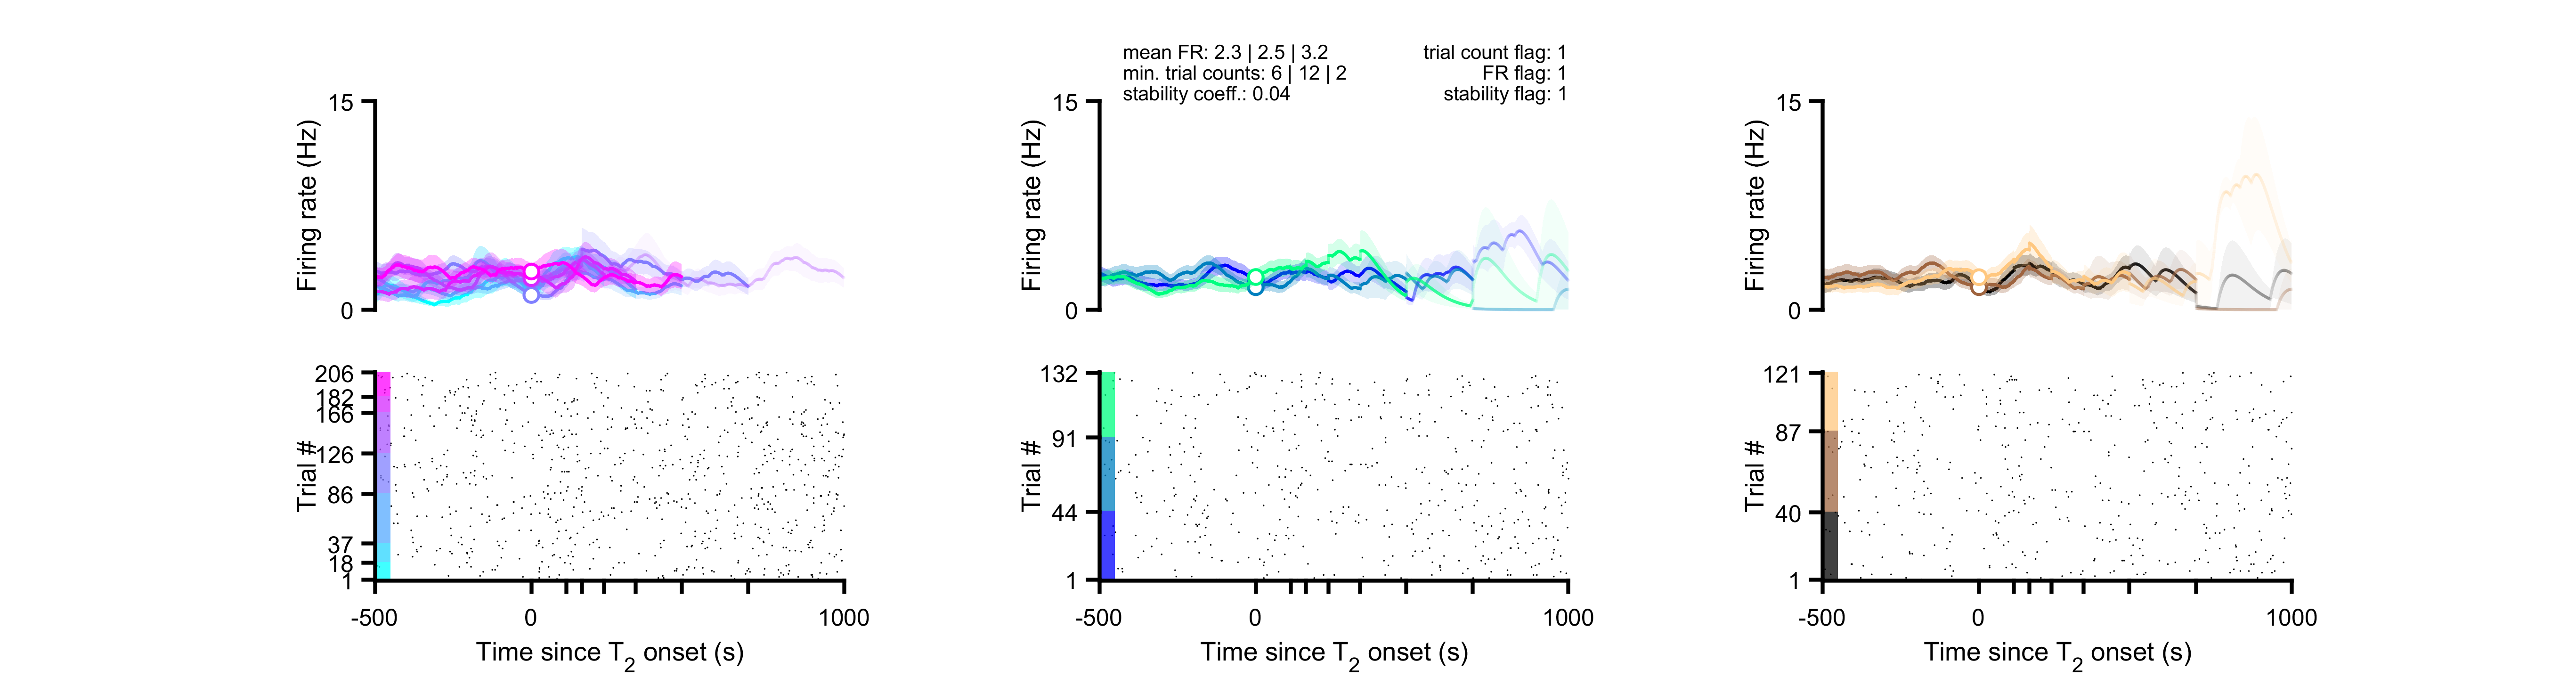 mean FR: 2.3 | 2.5 | 3.2
min. trial counts: 6 | 12 | 2
stability coeff.: 0.04
trial count flag: 1
FR flag: 1
stability flag: 1
15
Firing rate (Hz)
0
206
182
166
126
86
37
18
1
Trial #
-500
0
1000
Time since T2 onset (s)
15
Firing rate (Hz)
0
132
91
44
1
Trial #
-500
0
1000
Time since T2 onset (s)
15
Firing rate (Hz)
0
121
87
40
1
Trial #
-500
0
1000
Time since T2 onset (s)